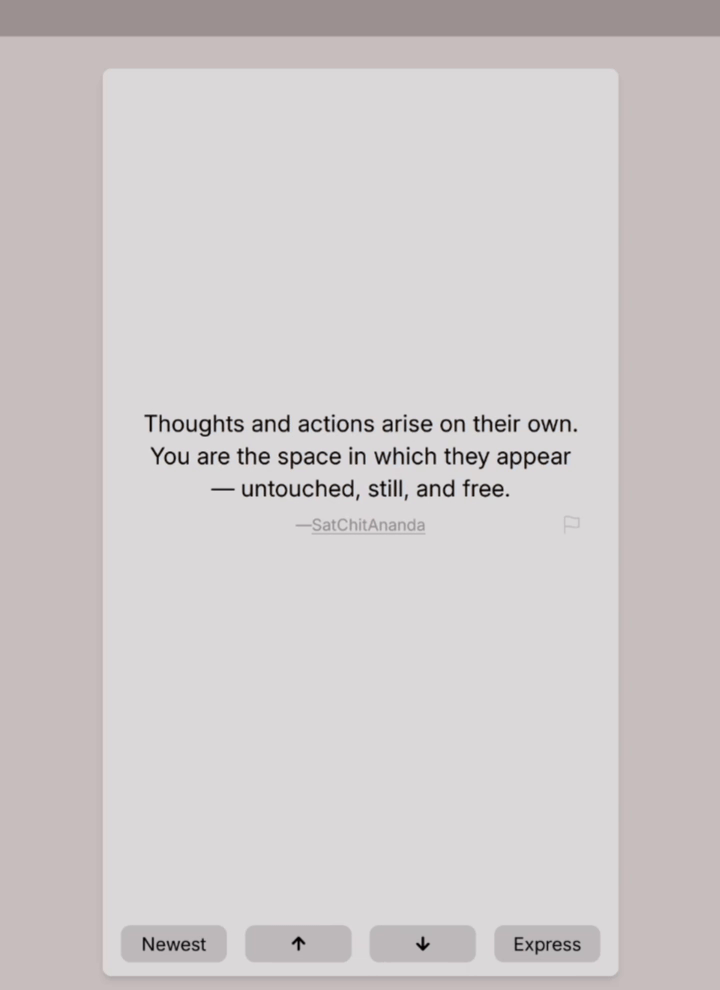 Thoughts and actions arise on their own.
You are the space in which they appear
— untouched, still, and free.
—SatChitAnanda
Newest
↑
↓
Express